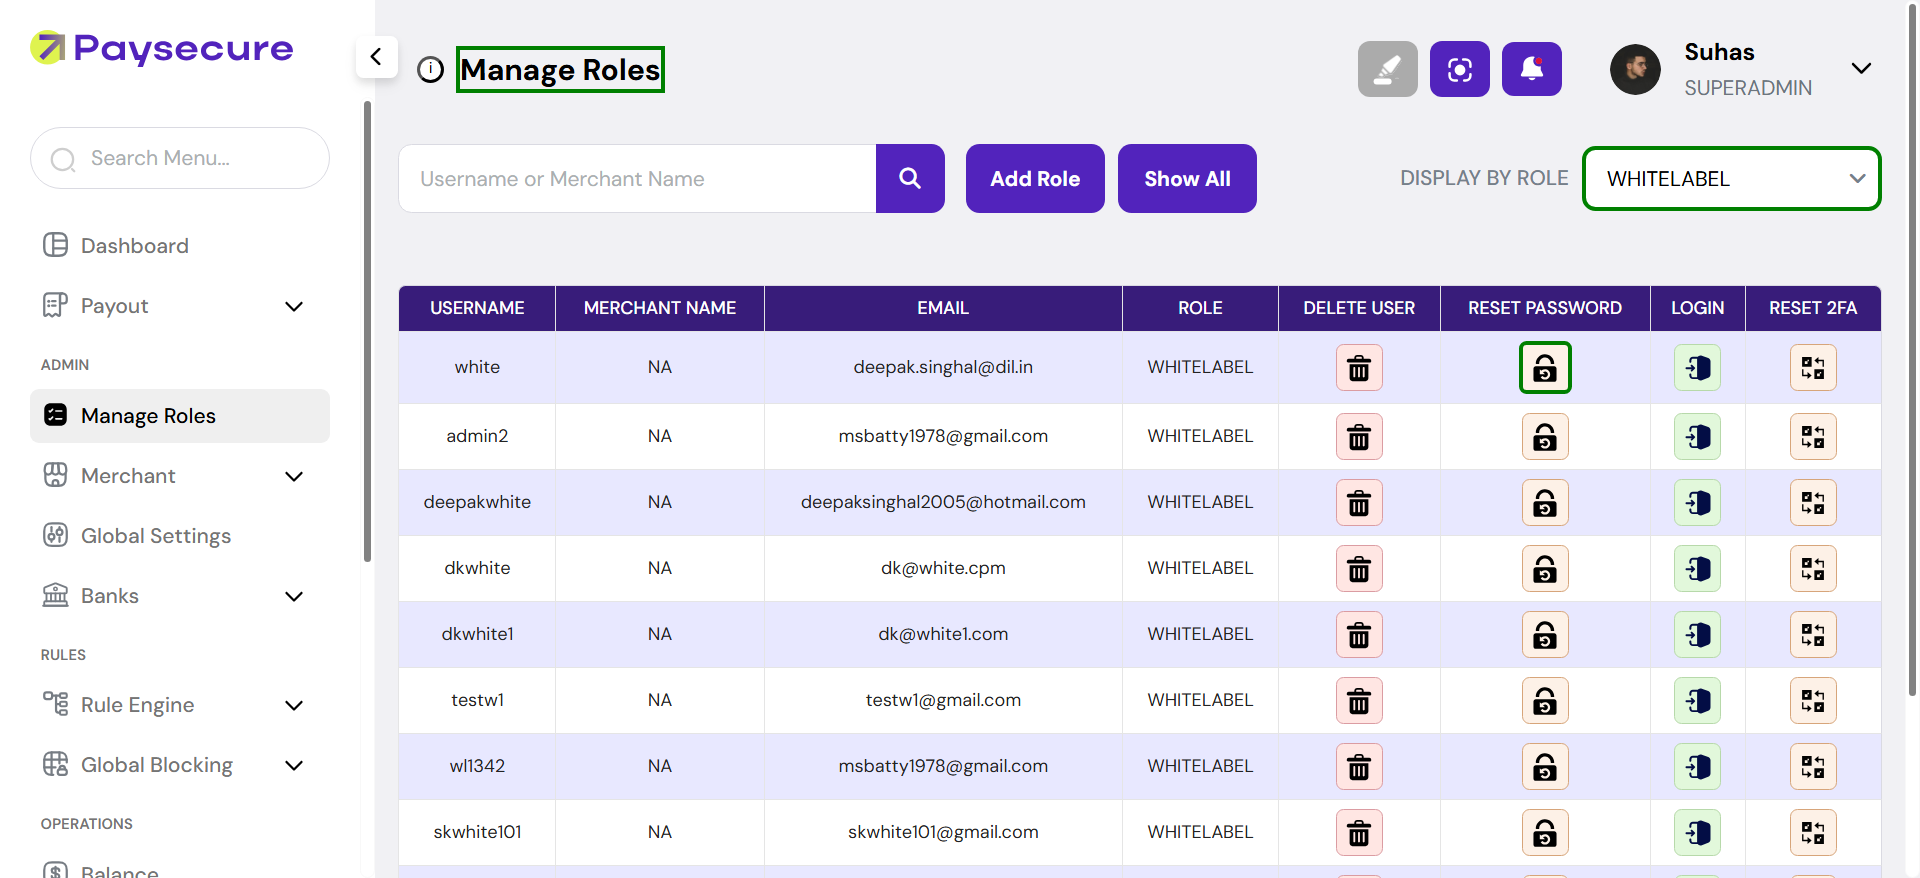 Paysecure
Manage Roles
Suhas
SUPERADMIN
Search Menu...
Username or Merchant Name
Add Role
Show All
DISPLAY BY ROLE
WHITELABEL
Dashboard
Payout
ADMIN
Manage Roles
Merchant
Global Settings
Banks
RULES
Rule Engine
Global Blocking
OPERATIONS
Balance
USERNAME MERCHANT NAME EMAIL ROLE DELETE USER RESET PASSWORD LOGIN RESET 2FA
white NA deepak.singhal@dil.in WHITELABEL
admin2 NA msbatty1978@gmail.com WHITELABEL
deepakwhite NA deepaksinghal2005@hotmail.com WHITELABEL
dkwhite NA dk@white.cpm WHITELABEL
dkwhite1 NA dk@white1.com WHITELABEL
testw1 NA testw1@gmail.com WHITELABEL
wl1342 NA msbatty1978@gmail.com WHITELABEL
skwhite101 NA skwhite101@gmail.com WHITELABEL